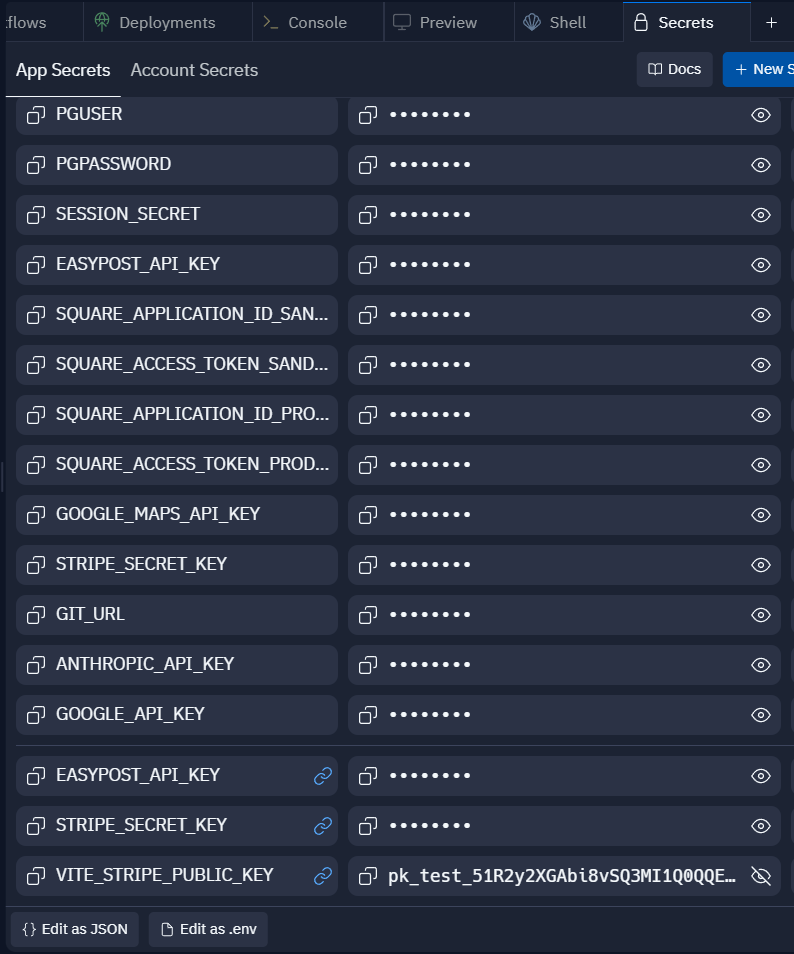 flows Deployments Console Preview Shell Secrets
App Secrets Account Secrets Docs New S
PGUSER ••••••••
PGPASSWORD ••••••••
SESSION_SECRET ••••••••
EASYPOST_API_KEY ••••••••
SQUARE_APPLICATION_ID_SAN... ••••••••
SQUARE_ACCESS_TOKEN_SAND... ••••••••
SQUARE_APPLICATION_ID_PRO... ••••••••
SQUARE_ACCESS_TOKEN_PROD... ••••••••
GOOGLE_MAPS_API_KEY ••••••••
STRIPE_SECRET_KEY ••••••••
GIT_URL ••••••••
ANTHROPIC_API_KEY ••••••••
GOOGLE_API_KEY ••••••••
EASYPOST_API_KEY ••••••••
STRIPE_SECRET_KEY ••••••••
VITE_STRIPE_PUBLIC_KEY pk_test_51R2y2XGAbi8vSQ3MI1Q0QQE...
{} Edit as JSON Edit as .env